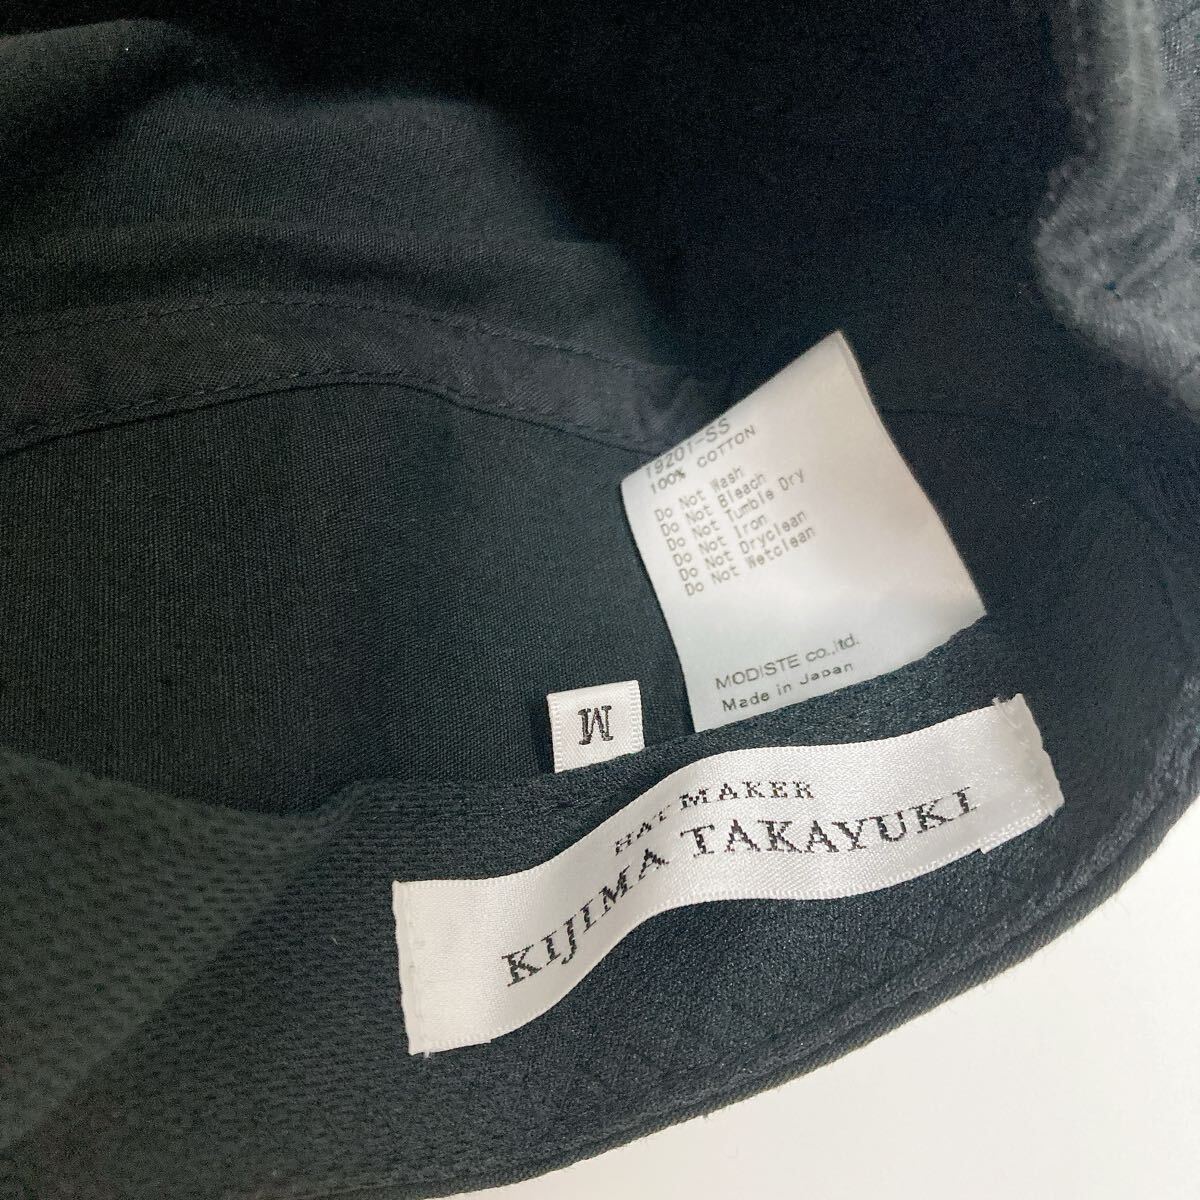 19201-SS
100% COTTON
Do Not Wash
Do Not Bleach
Do Not Tumble Dry
Do Not Iron
Do Not Dryclean
Do Not Wetclean
MODISTE co.,ltd.
Made in Japan
M
HAT MAKER
KIJIMA TAKAYUKI